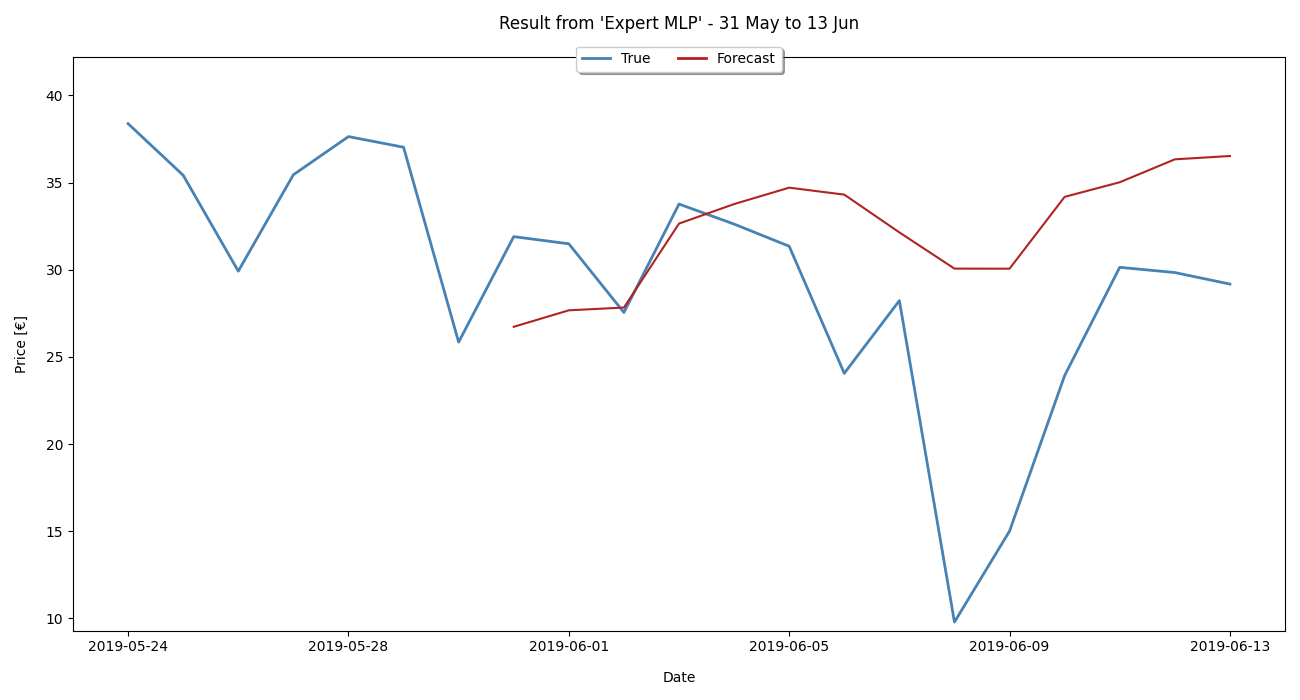 Result from 'Expert MLP' - 31 May to 13 Jun
True Forecast
40
35
30
25
20
15
10
Price [€]
2019-05-24 2019-05-28 2019-06-01 2019-06-05 2019-06-09 2019-06-13
Date